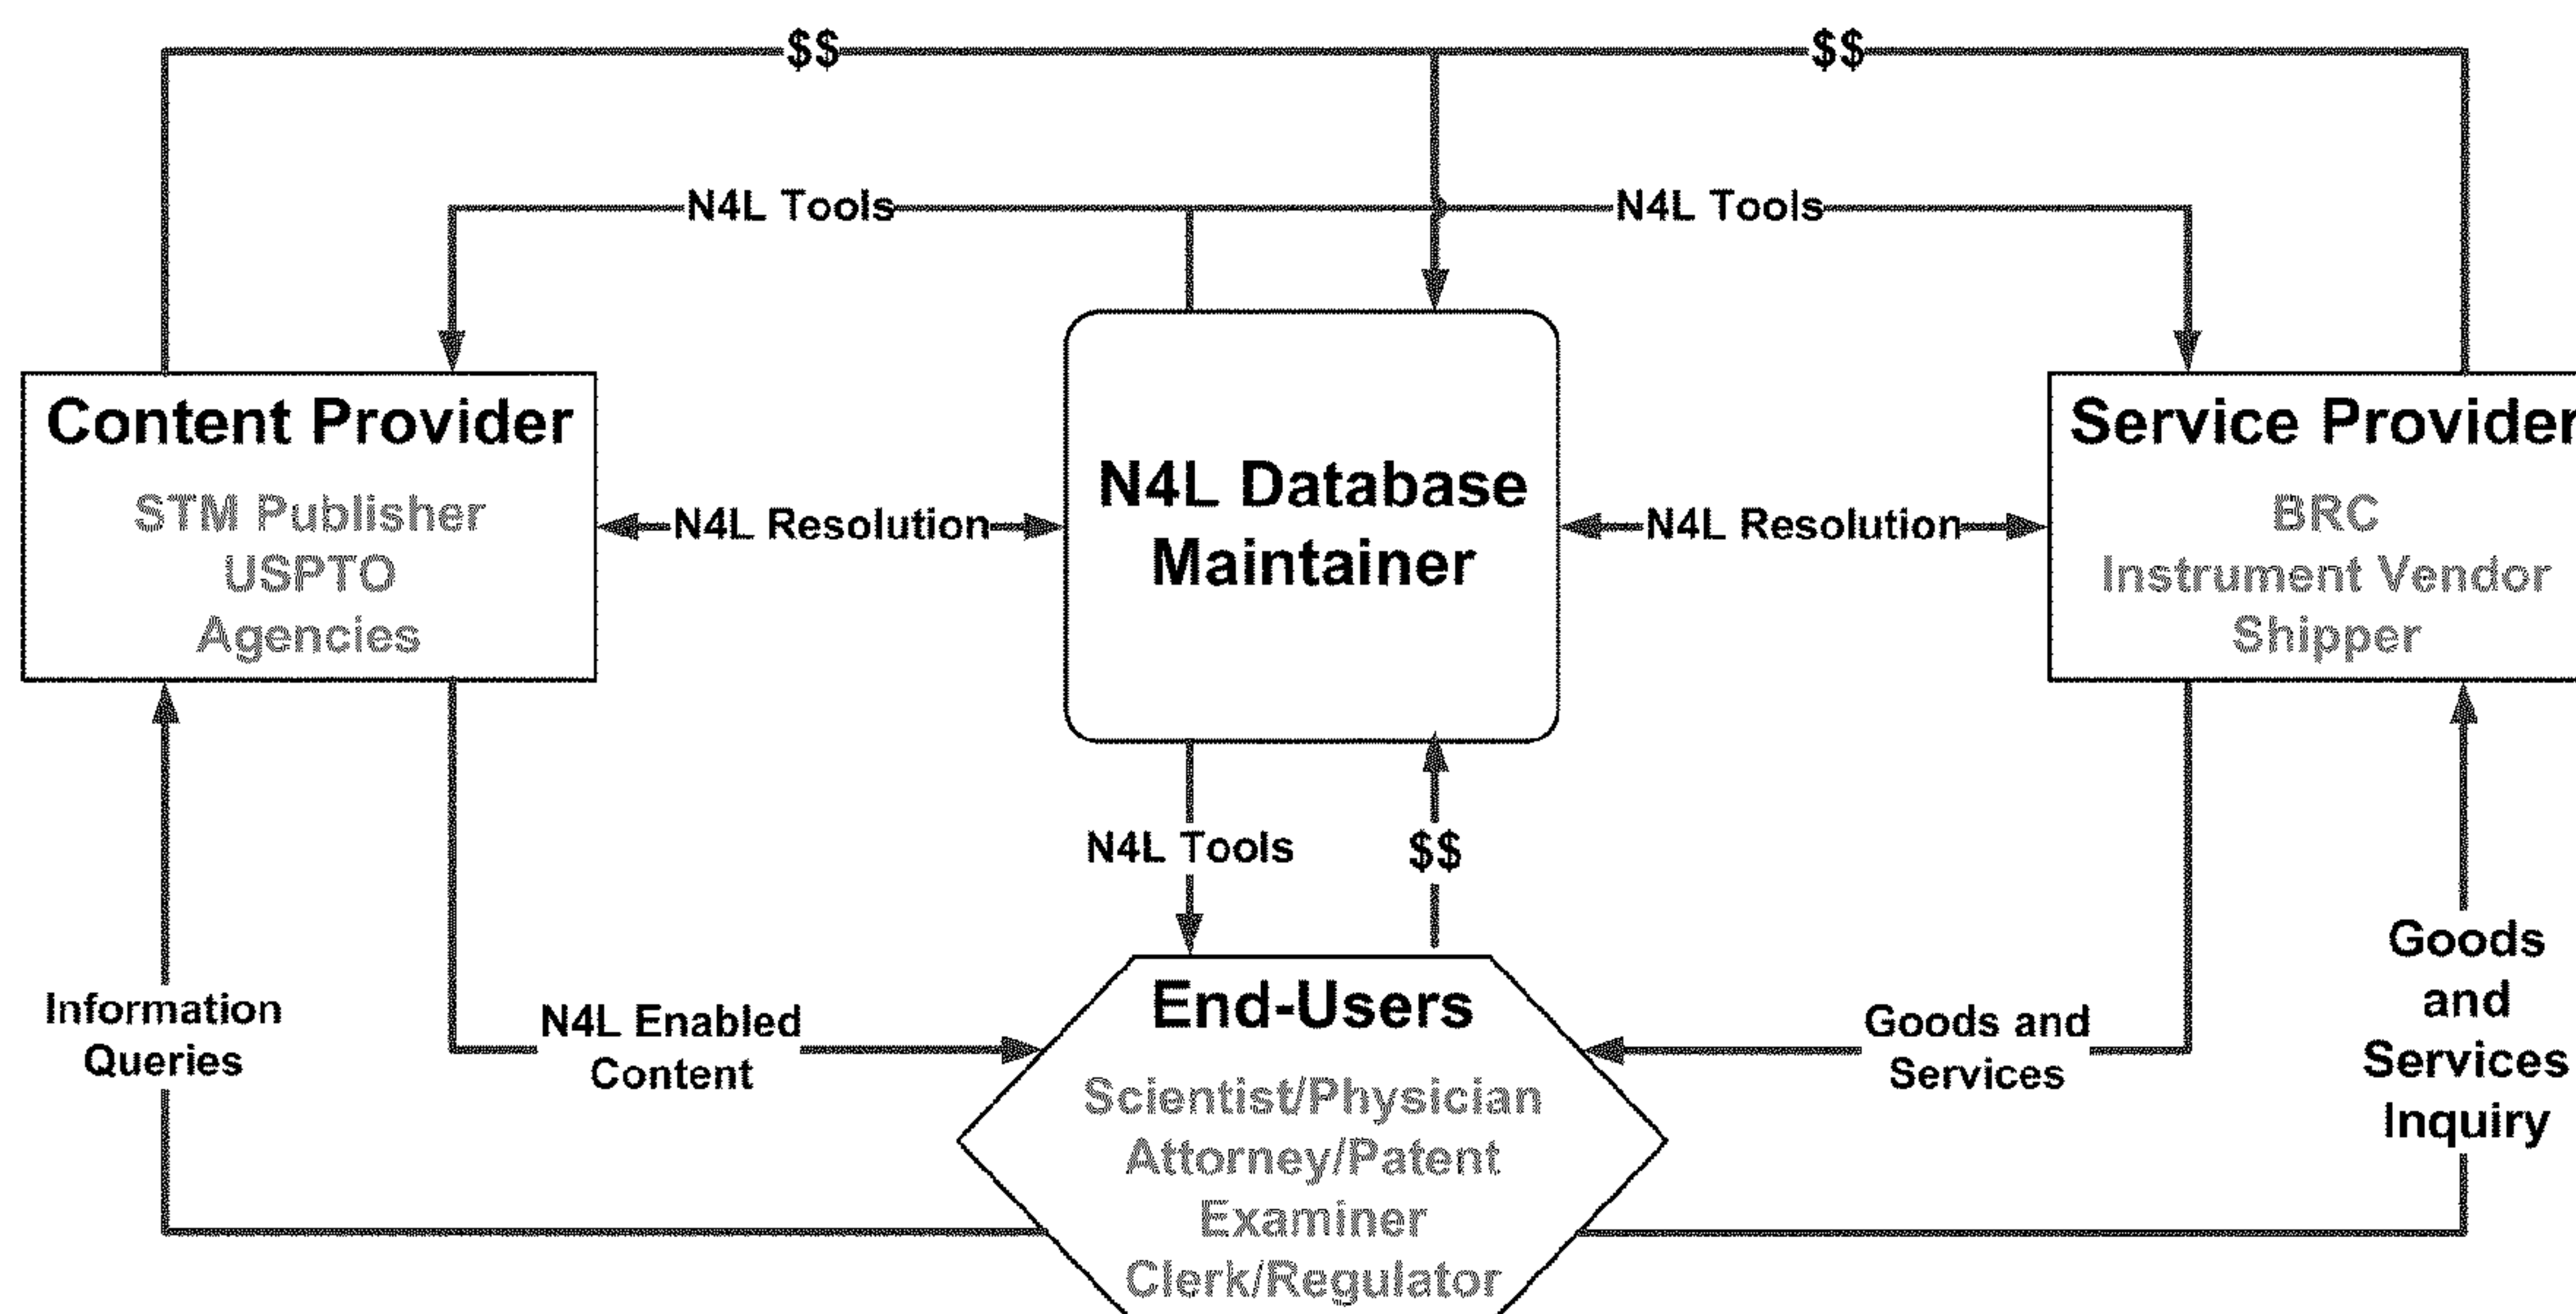 $$
$$
N4L Tools
N4L Tools
Content Provider
STM Publisher
USPTO
Agencies
N4L Resolution
N4L Database
Maintainer
N4L Resolution
Service Provider
BRC
Instrument Vendor
Shipper
N4L Tools
$$
Information
Queries
N4L Enabled
Content
End-Users
Scientist/Physician
Attorney/Patent
Examiner
Clerk/Regulator
Goods and
Services
Goods
and
Services
Inquiry